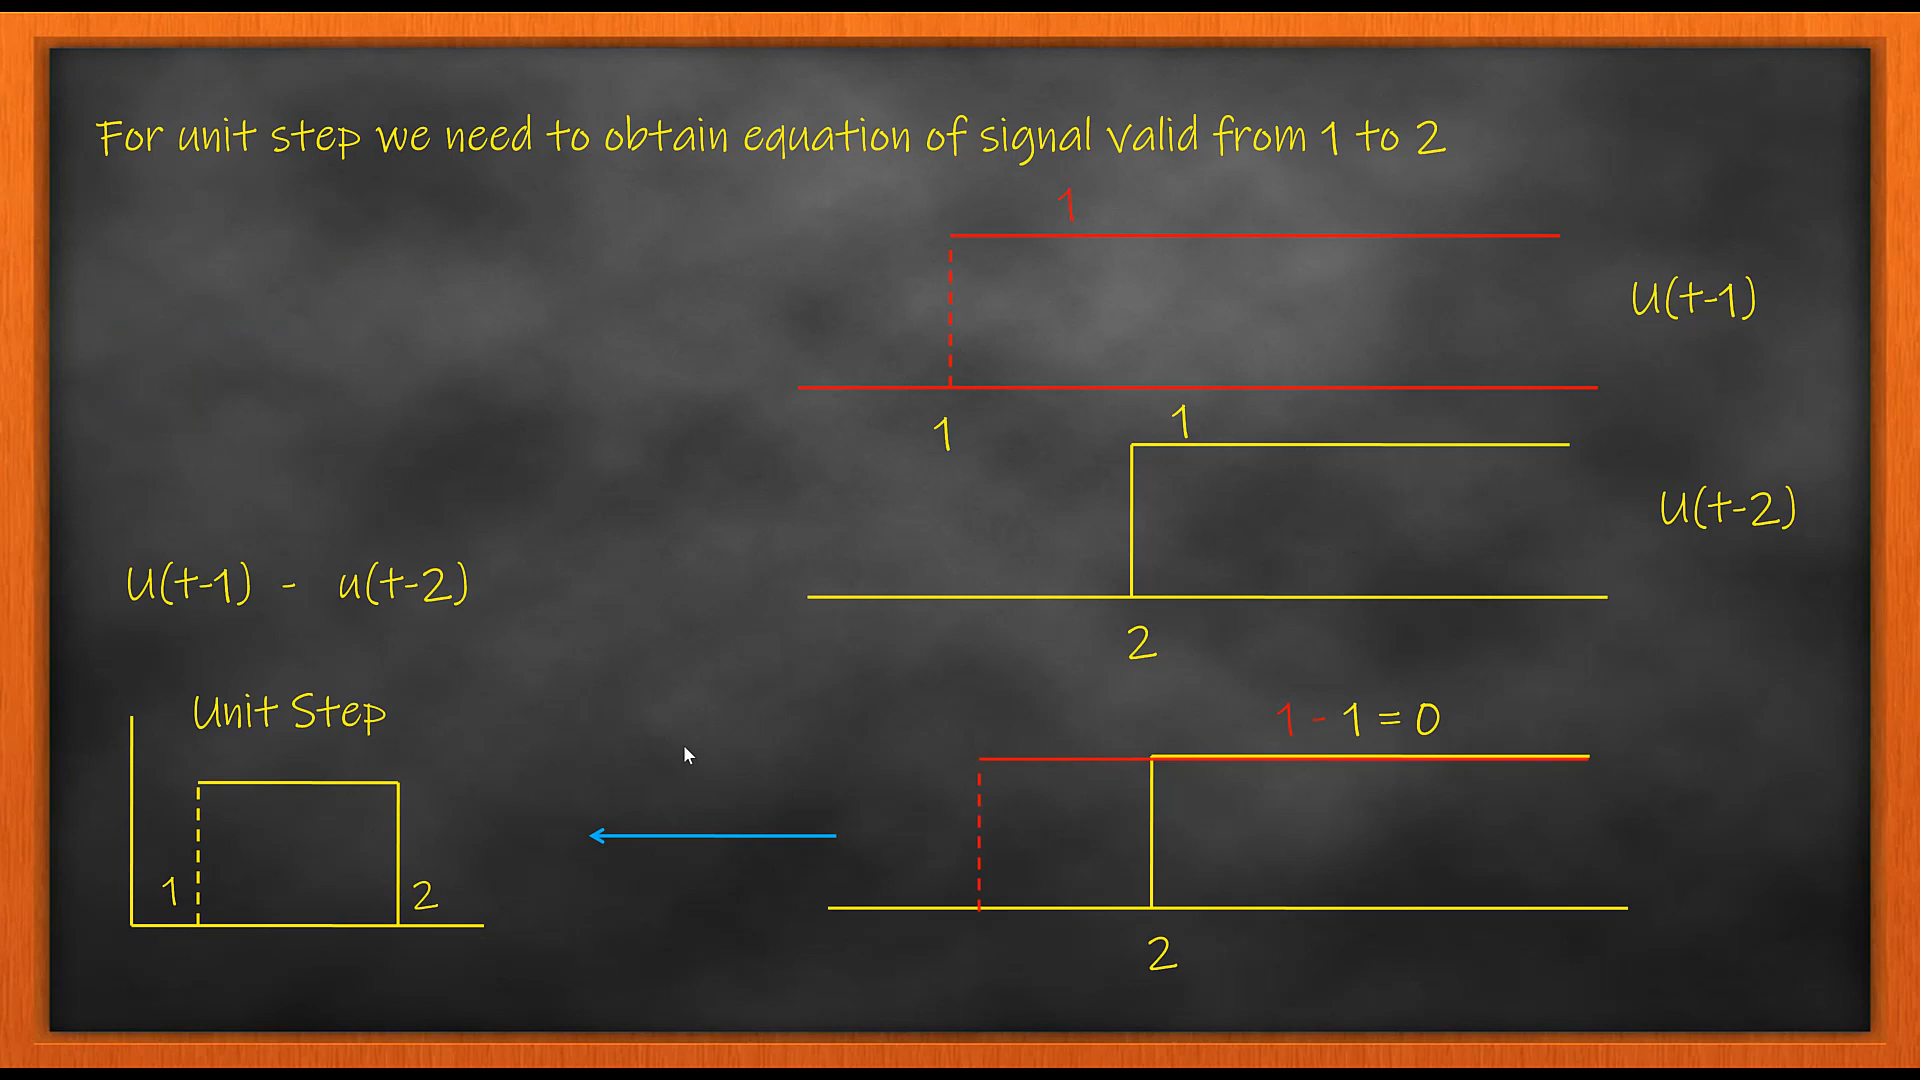 For unit step we need to obtain equation of signal valid from 1 to 2
1
U(t-1)
1
1
U(t-2)
U(t-1) - u(t-2)
2
Unit Step
1 - 1 = 0
1
2
2